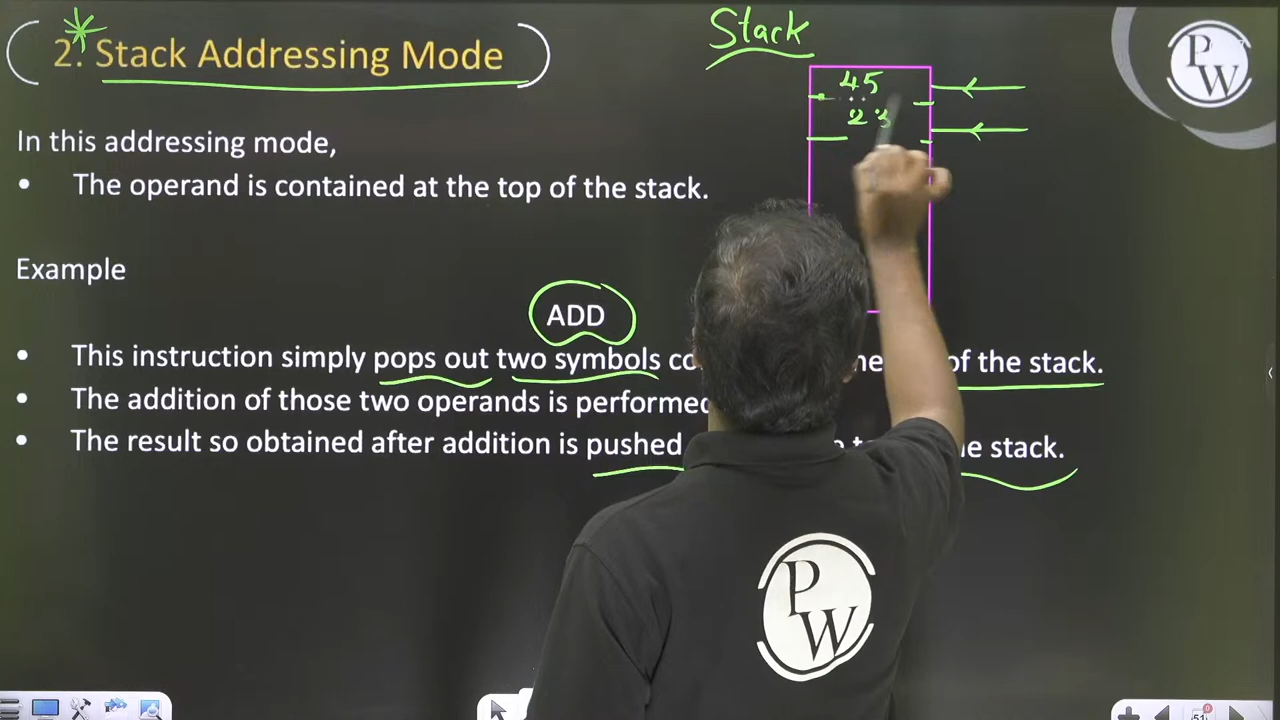 2. Stack Addressing Mode
Stack
45
23
PW
In this addressing mode,
• The operand is contained at the top of the stack.
Example
ADD
• This instruction simply pops out two symbols of the stack.
• The addition of those two operands is performed
• The result so obtained after addition is pushed stack.
PW
51